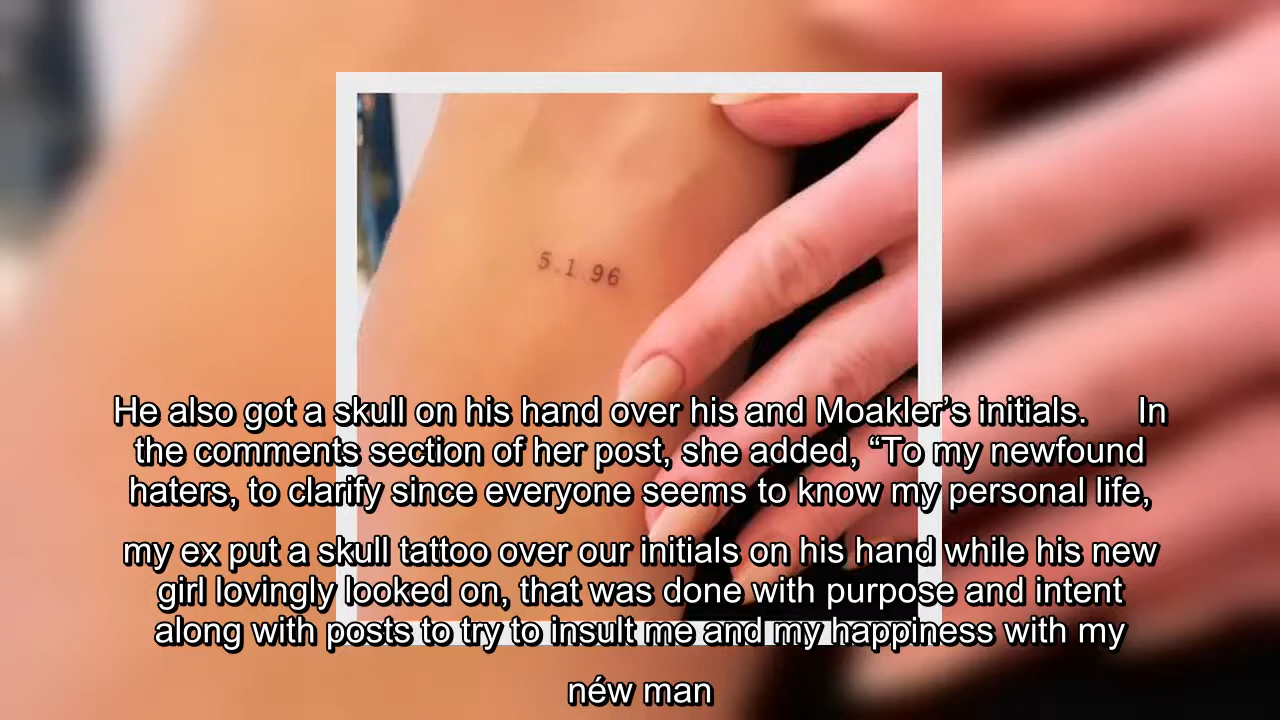 5.1.96
He also got a skull on his hand over his and Moakler’s initials. In
the comments section of her post, she added, “To my newfound
haters, to clarify since everyone seems to know my personal life,
my ex put a skull tattoo over our initials on his hand while his new
girl lovingly looked on, that was done with purpose and intent
along with posts to try to insult me and my happiness with my
néw man